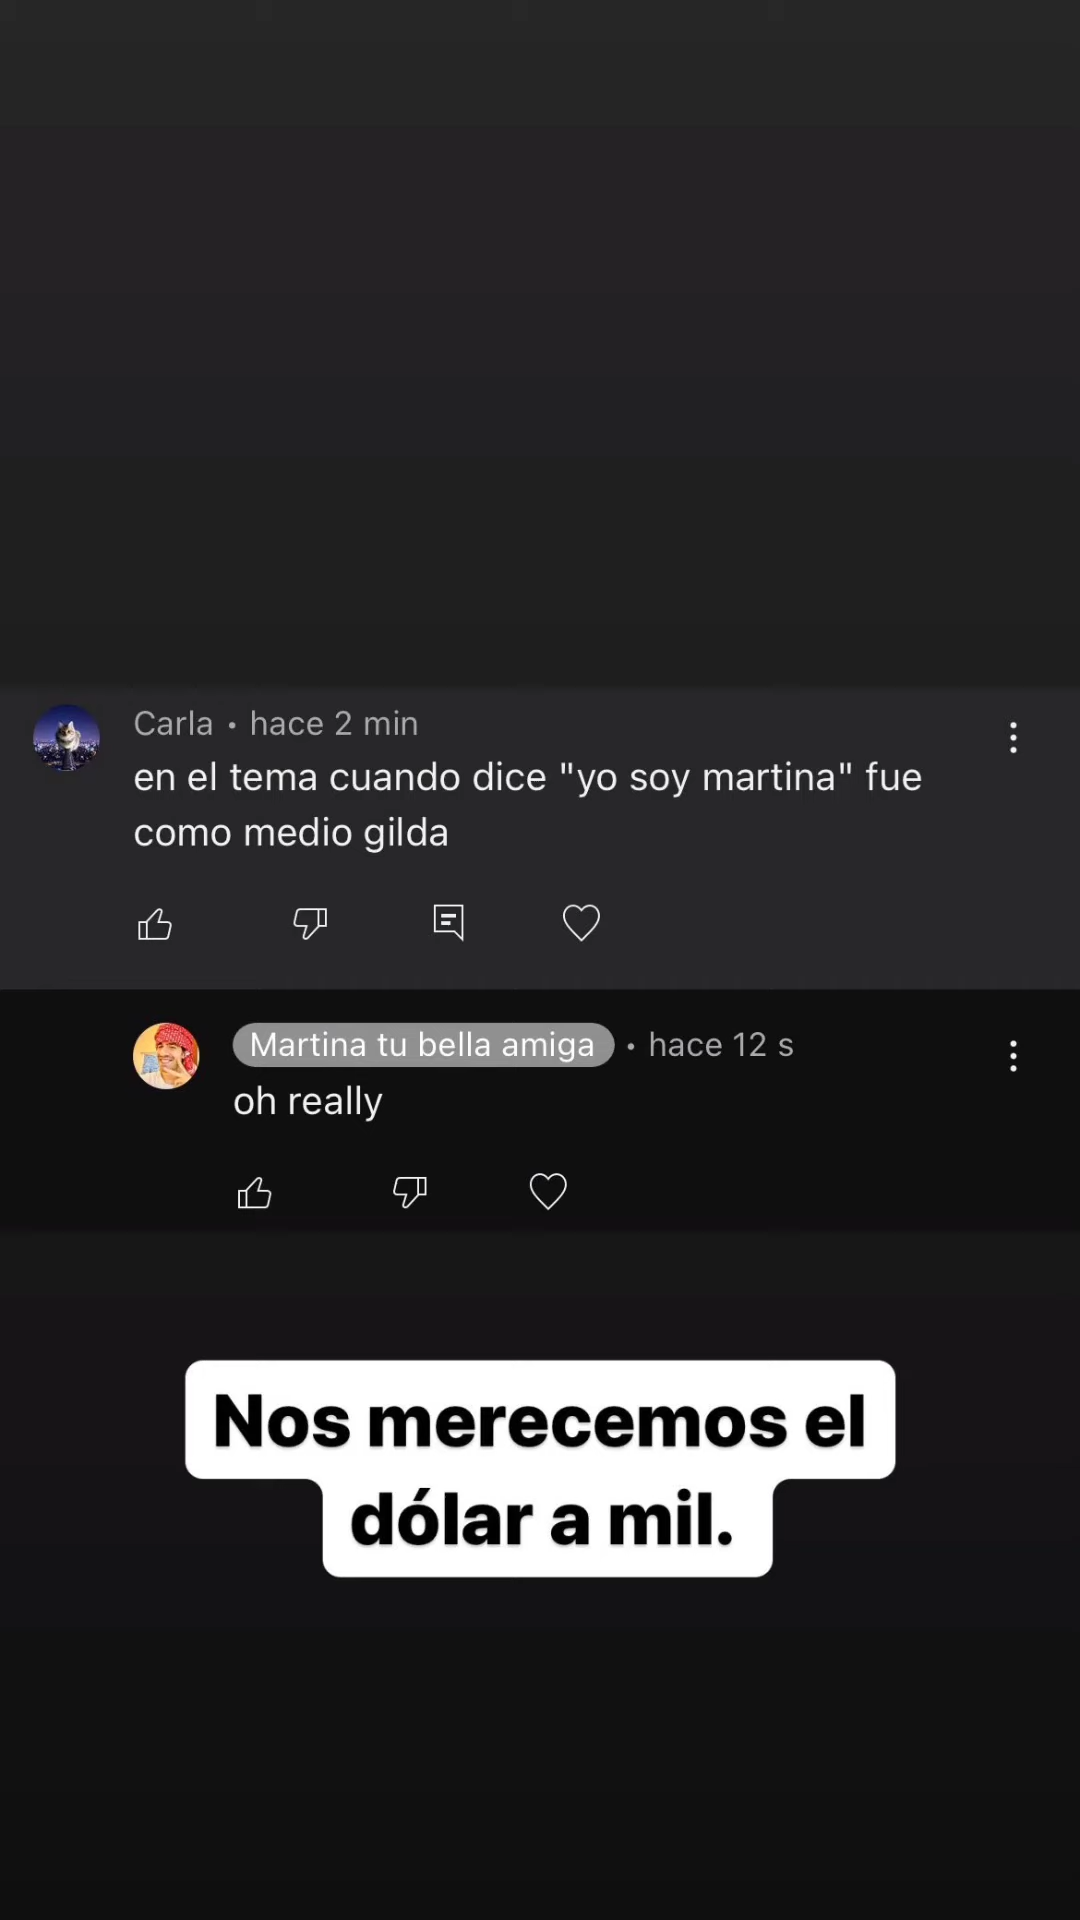 Carla • hace 2 min
en el tema cuando dice "yo soy martina" fue
como medio gilda
Martina tu bella amiga • hace 12 s
oh really
Nos merecemos el
dólar a mil.